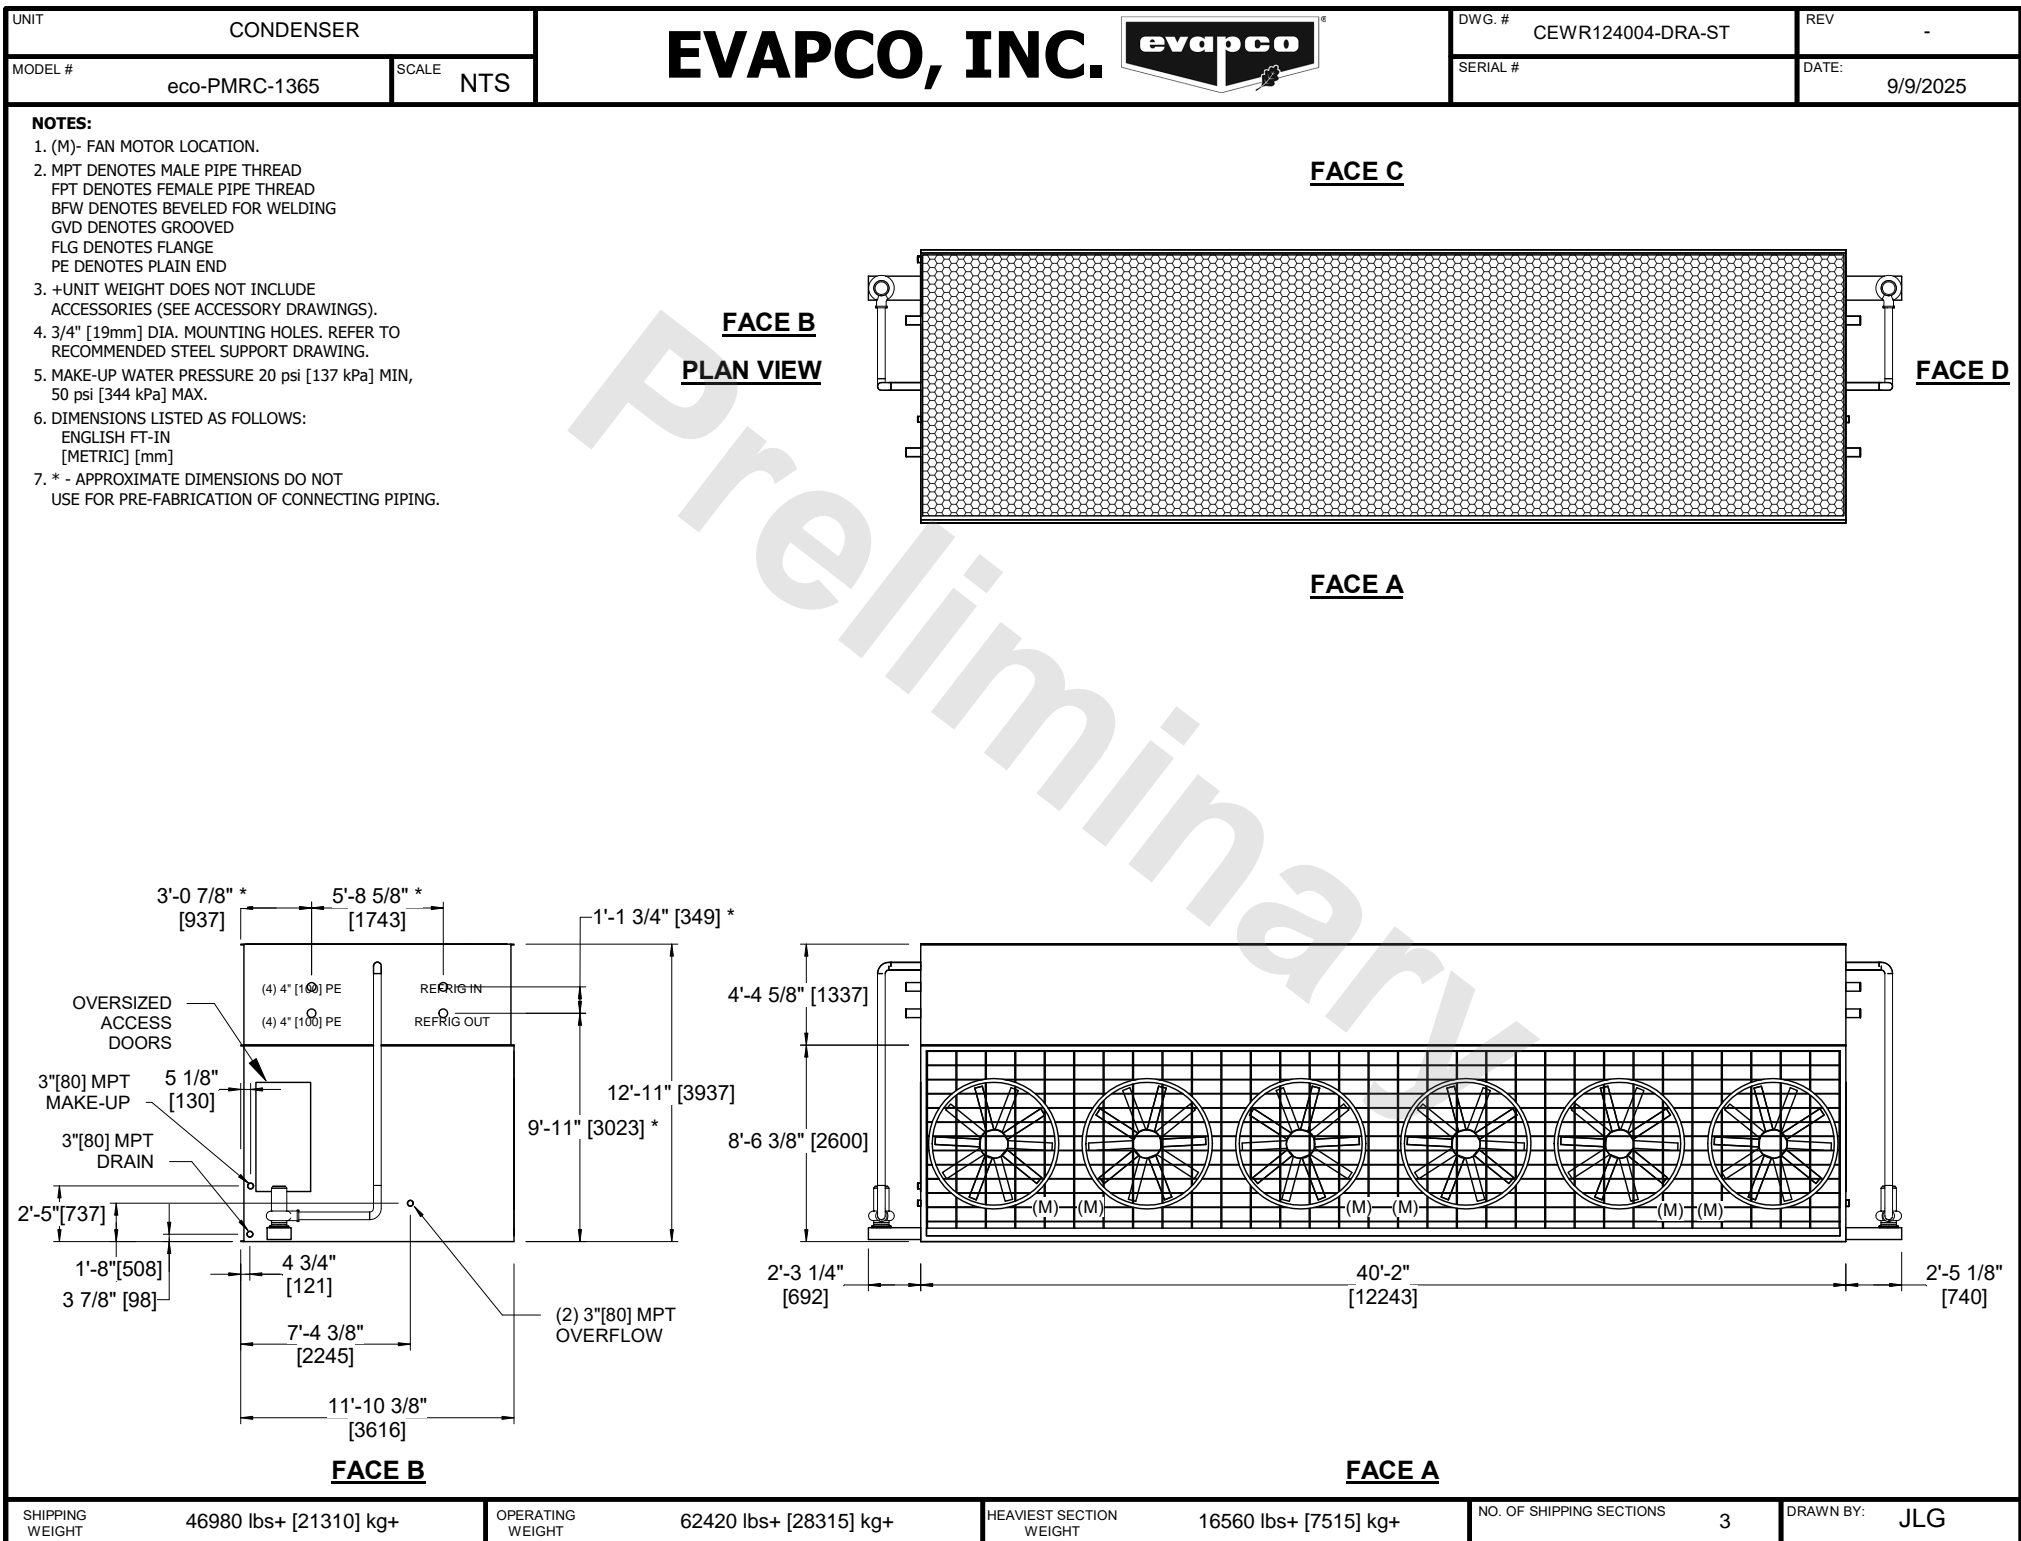 UNIT
CONDENSER
MODEL #
eco-PMRC-1365
SCALE
NTS
EVAPCO, INC.
evapco
®
DWG. #
CEWR124004-DRA-ST
REV
-
SERIAL #
DATE:
9/9/2025
NOTES:
1. (M)- FAN MOTOR LOCATION.
2. MPT DENOTES MALE PIPE THREAD
FPT DENOTES FEMALE PIPE THREAD
BFW DENOTES BEVELED FOR WELDING
GVD DENOTES GROOVED
FLG DENOTES FLANGE
PE DENOTES PLAIN END
3. +UNIT WEIGHT DOES NOT INCLUDE
ACCESSORIES (SEE ACCESSORY DRAWINGS).
4. 3/4" [19mm] DIA. MOUNTING HOLES. REFER TO
RECOMMENDED STEEL SUPPORT DRAWING.
5. MAKE-UP WATER PRESSURE 20 psi [137 kPa] MIN,
50 psi [344 kPa] MAX.
6. DIMENSIONS LISTED AS FOLLOWS:
ENGLISH FT-IN
[METRIC] [mm]
7. * - APPROXIMATE DIMENSIONS DO NOT
USE FOR PRE-FABRICATION OF CONNECTING PIPING.
FACE C
FACE B
PLAN VIEW
FACE D
FACE A
Preliminary
3'-0 7/8" *
[937]
5'-8 5/8" *
[1743]
1'-1 3/4" [349] *
(4) 4" [100] PE
REFRIG IN
(4) 4" [100] PE
REFRIG OUT
OVERSIZED
ACCESS
DOORS
3"[80] MPT
MAKE-UP
5 1/8"
[130]
3"[80] MPT
DRAIN
12'-11" [3937]
9'-11" [3023] *
2'-5"[737]
1'-8"[508]
3 7/8" [98]
4 3/4"
[121]
7'-4 3/8"
[2245]
(2) 3"[80] MPT
OVERFLOW
11'-10 3/8"
[3616]
FACE B
4'-4 5/8" [1337]
8'-6 3/8" [2600]
(M) (M) (M) (M) (M) (M)
2'-3 1/4"
[692]
40'-2"
[12243]
2'-5 1/8"
[740]
FACE A
SHIPPING
WEIGHT
46980 lbs+ [21310] kg+
OPERATING
WEIGHT
62420 lbs+ [28315] kg+
HEAVIEST SECTION
WEIGHT
16560 lbs+ [7515] kg+
NO. OF SHIPPING SECTIONS
3
DRAWN BY:
JLG